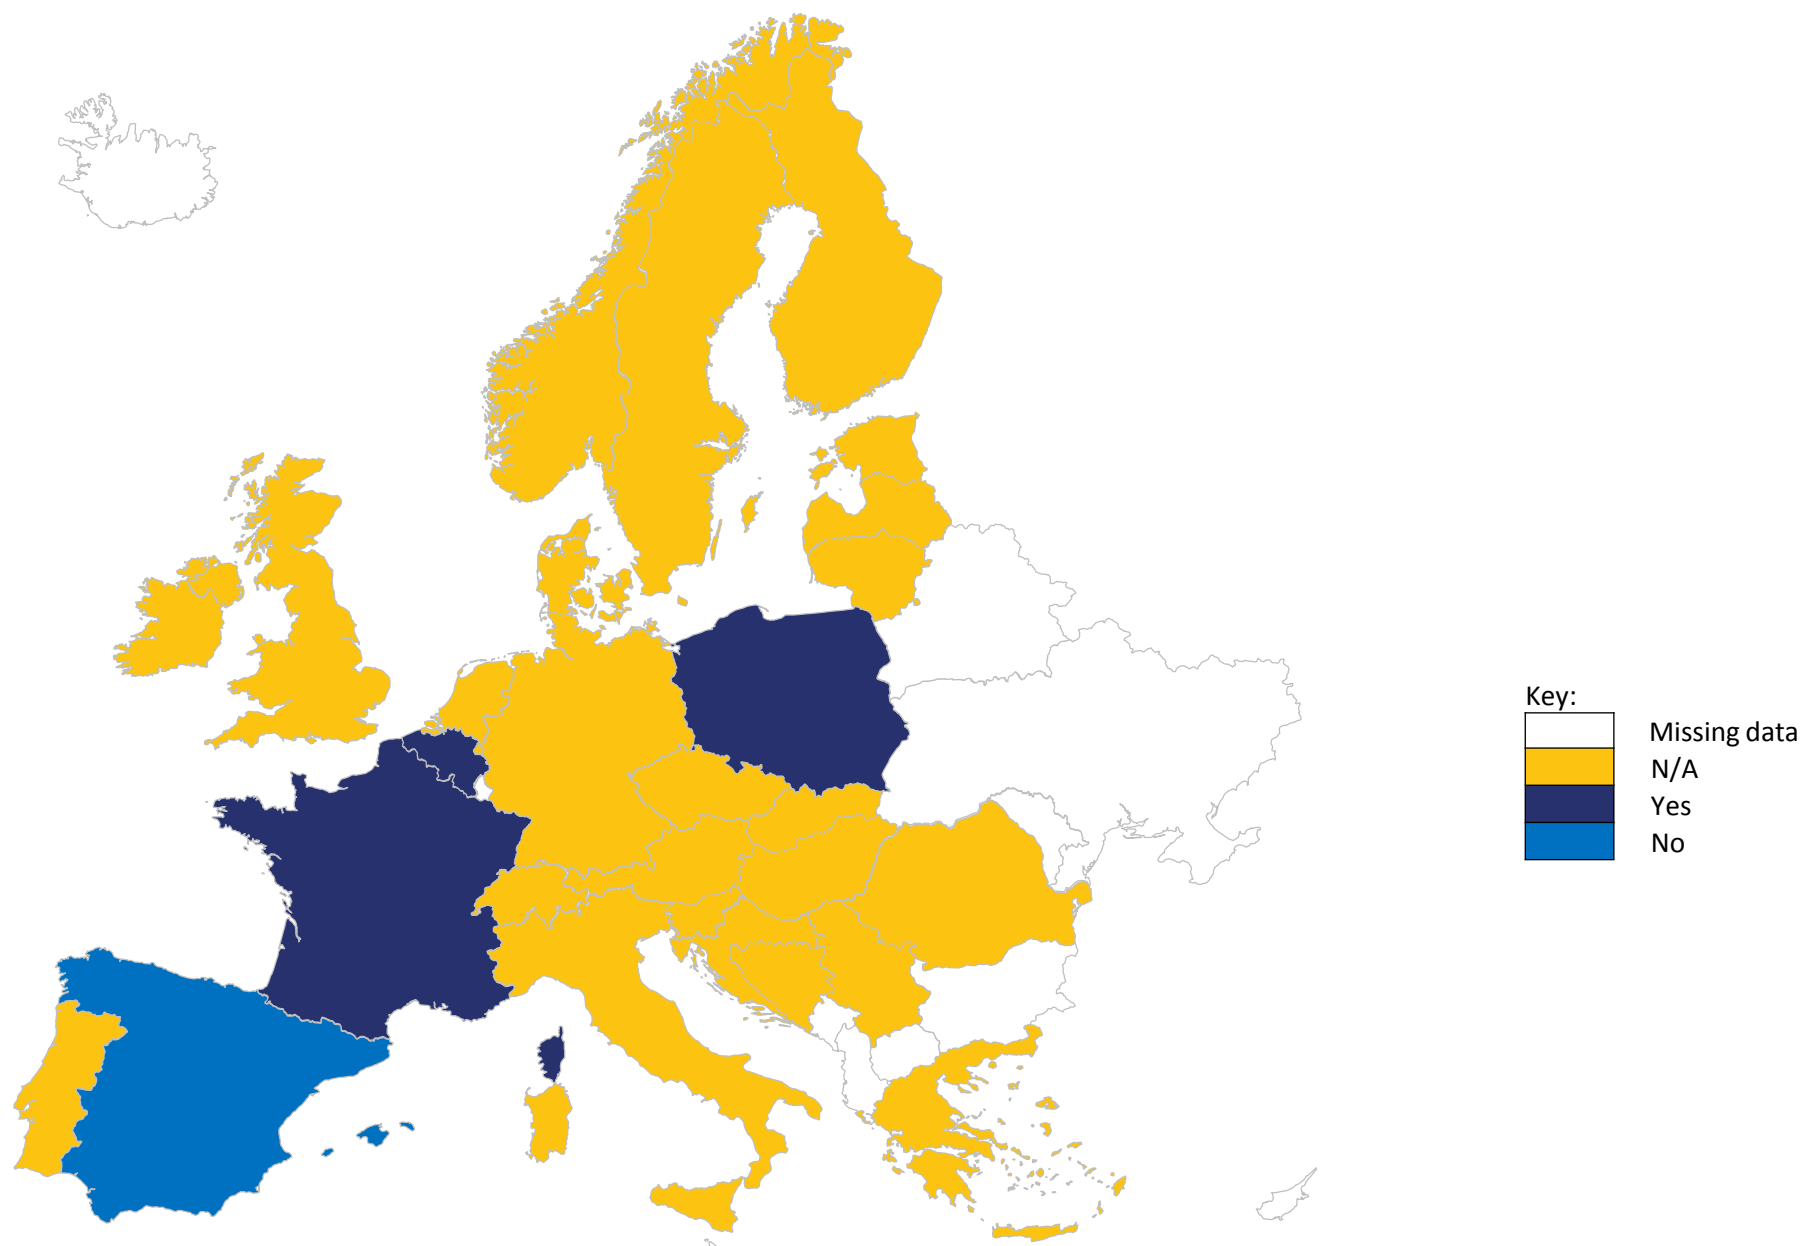 Key:
Missing data
N/A
Yes
No